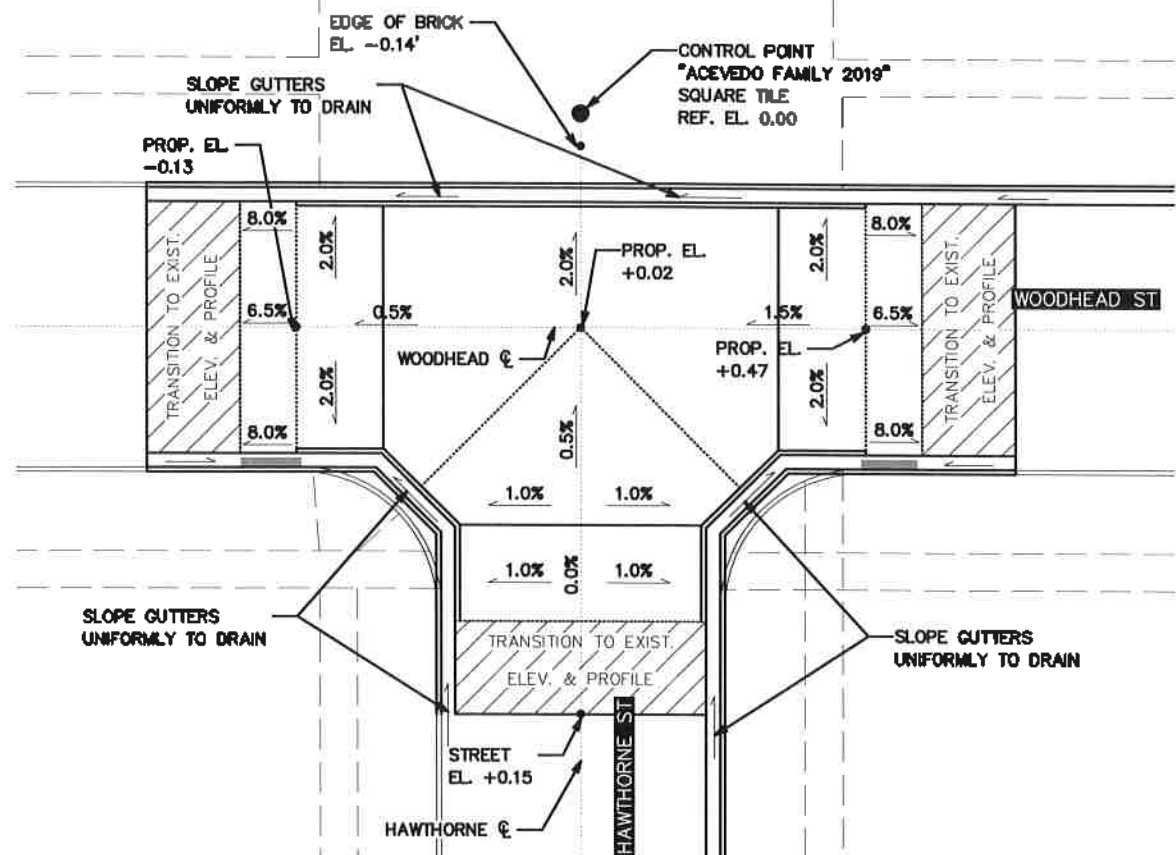 EDGE OF BRICK
EL. -0.14'
CONTROL POINT
"ACEVEDO FAMILY 2019"
SQUARE TILE
REF. EL. 0.00
SLOPE GUTTERS
UNIFORMLY TO DRAIN
PROP. EL.
-0.13
8.0%
2.0%
2.0%
PROP. EL.
+0.02
2.0%
8.0%
TRANSITION TO EXIST.
ELEV. & PROFILE
6.5%
0.5%
1.5%
6.5%
TRANSITION TO EXIST.
ELEV. & PROFILE
WOODHEAD ST
WOODHEAD ℄
PROP. EL.
+0.47
2.0%
0.5%
2.0%
8.0%
8.0%
1.0%
1.0%
1.0%
0.0%
1.0%
SLOPE GUTTERS
UNIFORMLY TO DRAIN
TRANSITION TO EXIST.
ELEV. & PROFILE
SLOPE GUTTERS
UNIFORMLY TO DRAIN
STREET
EL. +0.15
HAWTHORNE ST
HAWTHORNE ℄